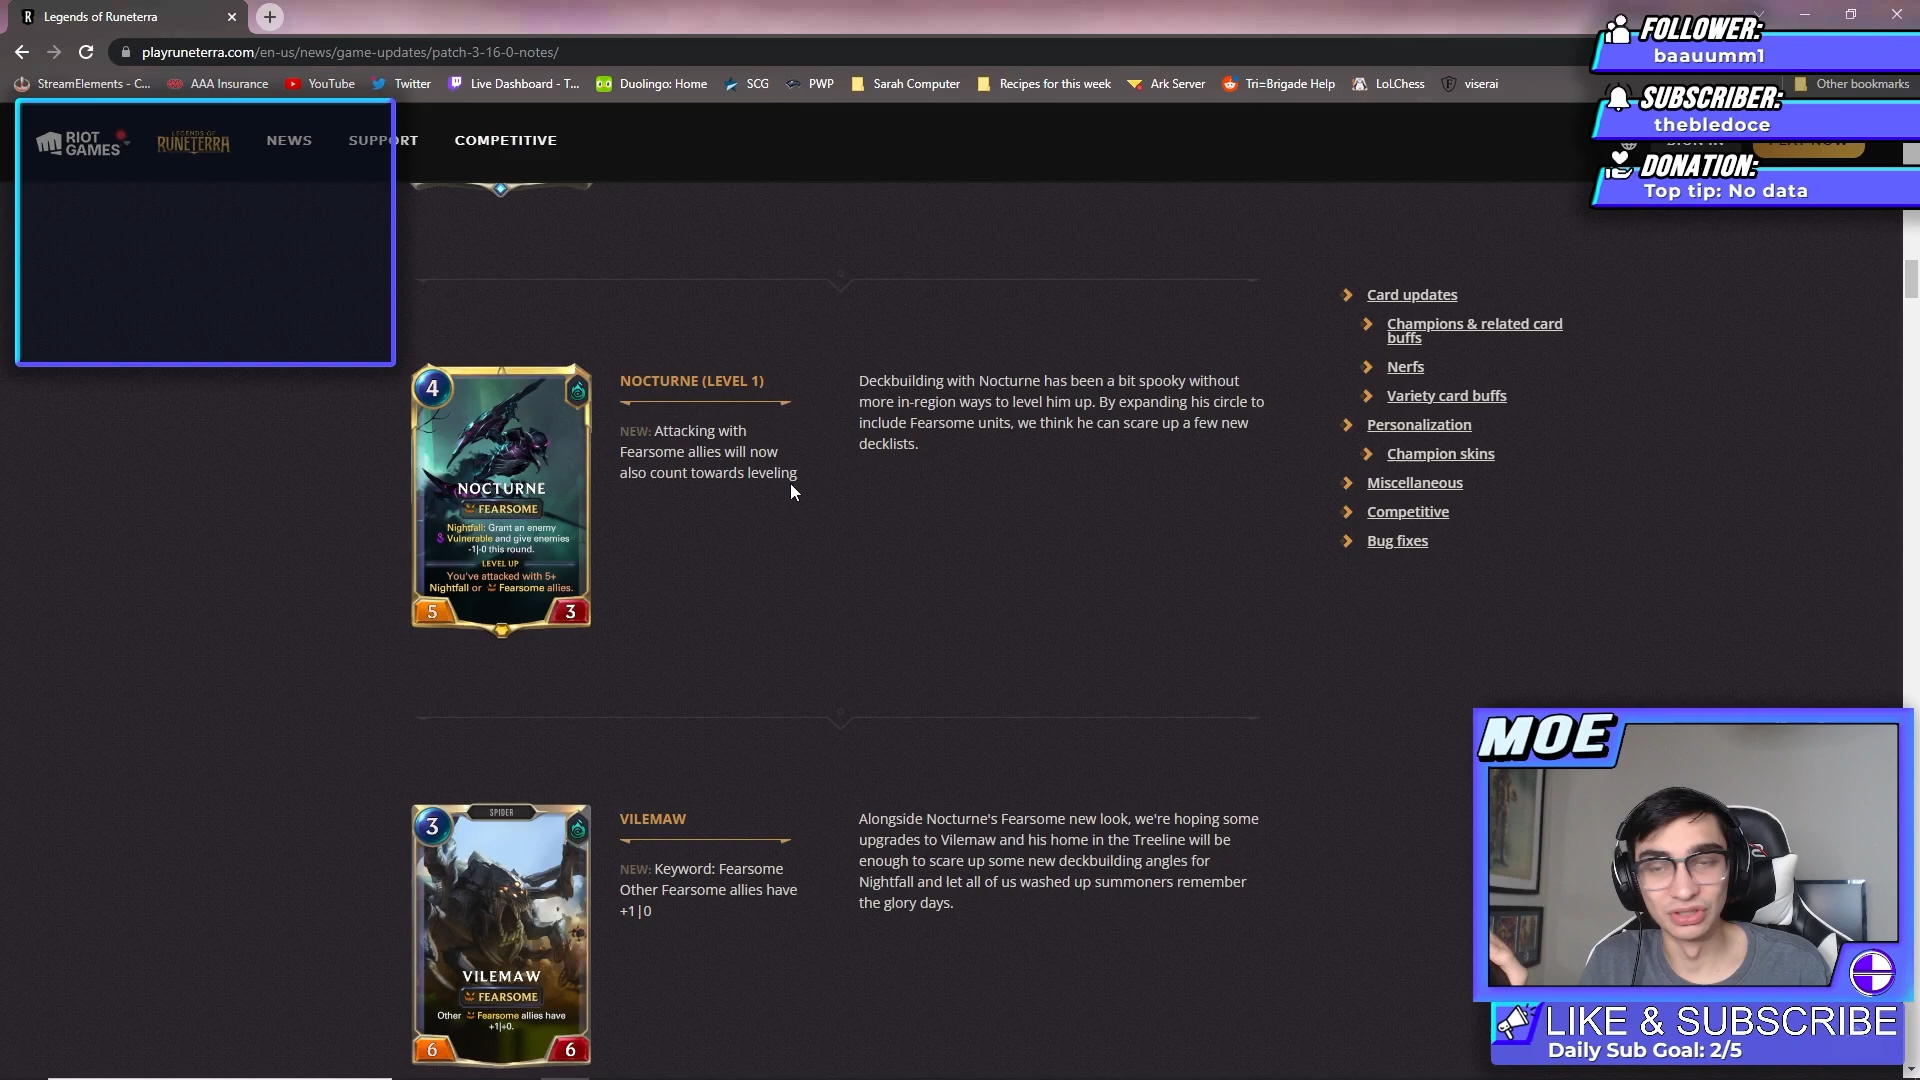 Legends of Runeterra
playruneterra.com/en-us/news/game-updates/patch-3-16-0-notes/
StreamElements - C... AAA Insurance YouTube Twitter Live Dashboard - T... Duolingo: Home SCG PWP Sarah Computer Recipes for this week Ark Server Tri=Brigade Help LoLChess viserai Other bookmarks
FOLLOWER:
baauumm1
SUBSCRIBER:
thebledoce
DONATION:
Top tip: No data
RIOT
GAMES
LEGENDS OF
RUNETERRA
NEWS SUPPORT COMPETITIVE
SIGN IN PLAY NOW
Card updates
Champions & related card
buffs
Nerfs
Variety card buffs
Personalization
Champion skins
Miscellaneous
Competitive
Bug fixes
4
NOCTURNE
FEARSOME
Nightfall: Grant an enemy
Vulnerable and give enemies
-1|-0 this round.
LEVEL UP
You've attacked with 5+
Nightfall or Fearsome allies.
5 3
NOCTURNE (LEVEL 1)
NEW: Attacking with
Fearsome allies will now
also count towards leveling
Deckbuilding with Nocturne has been a bit spooky without
more in-region ways to level him up. By expanding his circle to
include Fearsome units, we think he can scare up a few new
decklists.
3
SPIDER
VILEMAW
FEARSOME
Other Fearsome allies have
+1|+0.
6 6
VILEMAW
NEW: Keyword: Fearsome
Other Fearsome allies have
+1|0
Alongside Nocturne's Fearsome new look, we're hoping some
upgrades to Vilemaw and his home in the Treeline will be
enough to scare up some new deckbuilding angles for
Nightfall and let all of us washed up summoners remember
the glory days.
MOE
LIKE & SUBSCRIBE
Daily Sub Goal: 2/5